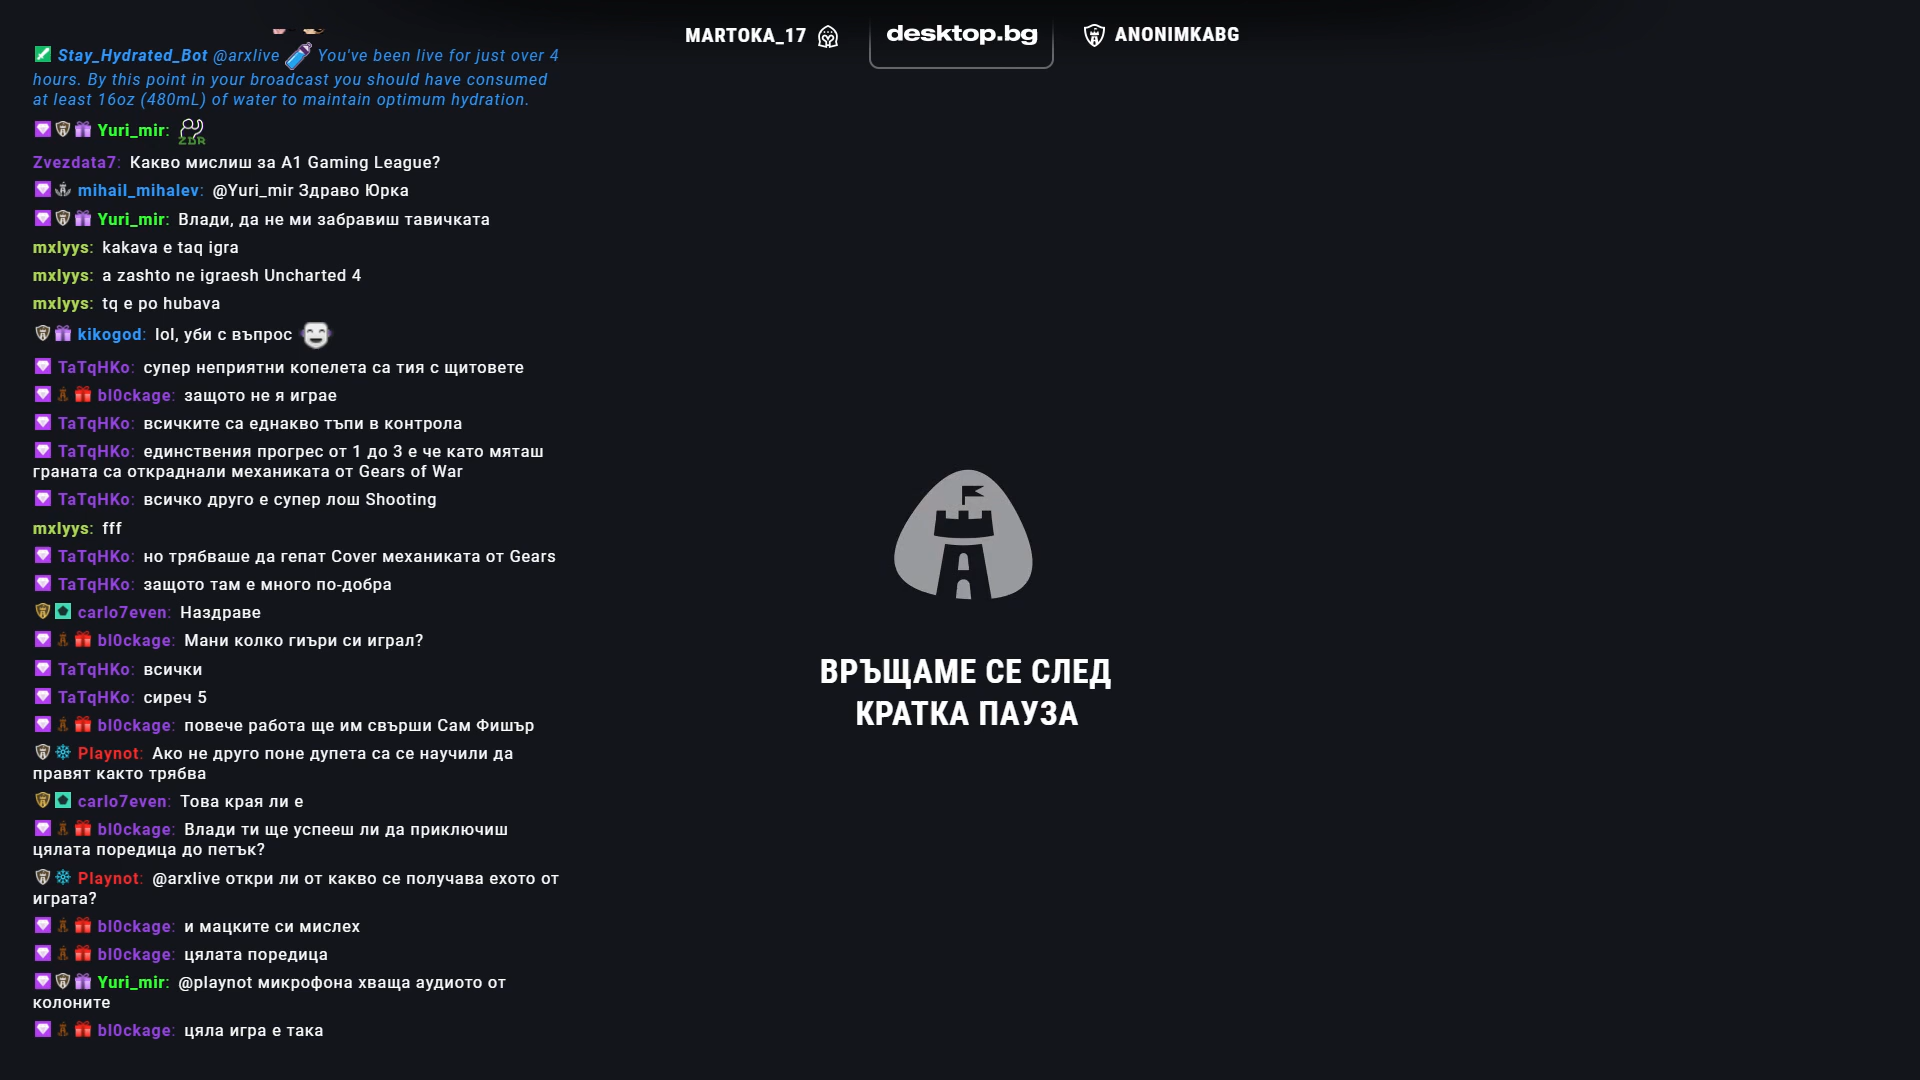 MARTOKA_17
desktop.bg
ANONIMKABG
Stay_Hydrated_Bot @arxlive You've been live for just over 4
hours. By this point in your broadcast you should have consumed
at least 16oz (480mL) of water to maintain optimum hydration.
Yuri_mir: ZDR
Zvezdata7: Какво мислиш за A1 Gaming League?
mihail_mihalev: @Yuri_mir Здраво Юрка
Yuri_mir: Влади, да не ми забравиш тавичката
mxlyys: kakava e taq igra
mxlyys: a zashto ne igraesh Uncharted 4
mxlyys: tq e po hubava
kikogod: lol, уби с въпрос
TaTqHKo: супер неприятни копелета са тия с щитовете
bl0ckage: защото не я играе
TaTqHKo: всичките са еднакво тъпи в контрола
TaTqHKo: единствения прогрес от 1 до 3 е че като мяташ
граната са откраднали механиката от Gears of War
TaTqHKo: всичко друго е супер лош Shooting
mxlyys: fff
TaTqHKo: но трябваше да гепат Cover механиката от Gears
TaTqHKo: защото там е много по-добра
carlo7even: Наздраве
bl0ckage: Мани колко гиъри си играл?
TaTqHKo: всички
TaTqHKo: сиреч 5
bl0ckage: повече работа ще им свърши Сам Фишър
Playnot: Ако не друго поне дупета са се научили да
правят както трябва
carlo7even: Това края ли е
bl0ckage: Влади ти ще успееш ли да приключиш
цялата поредица до петък?
Playnot: @arxlive откри ли от какво се получава ехото от
играта?
bl0ckage: и мацките си мислех
bl0ckage: цялата поредица
Yuri_mir: @playnot микрофона хваща аудиото от
колоните
bl0ckage: цяла игра е така
ВРЪЩАМЕ СЕ СЛЕД
КРАТКА ПАУЗА